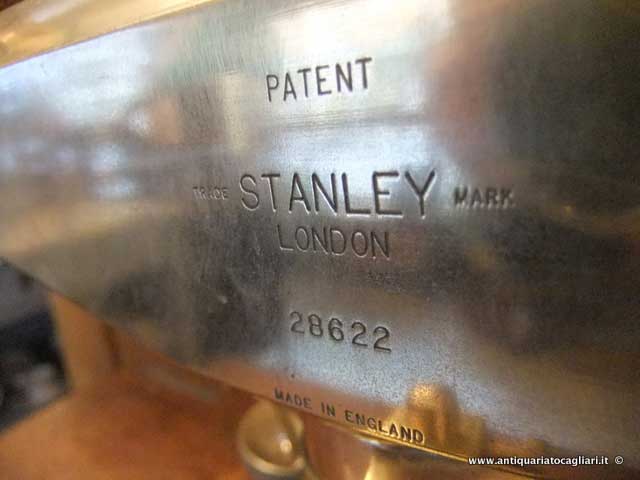 PATENT
TRADE STANLEY MARK
LONDON
28622
MADE IN ENGLAND
www.antiquariatocagliari.it ©